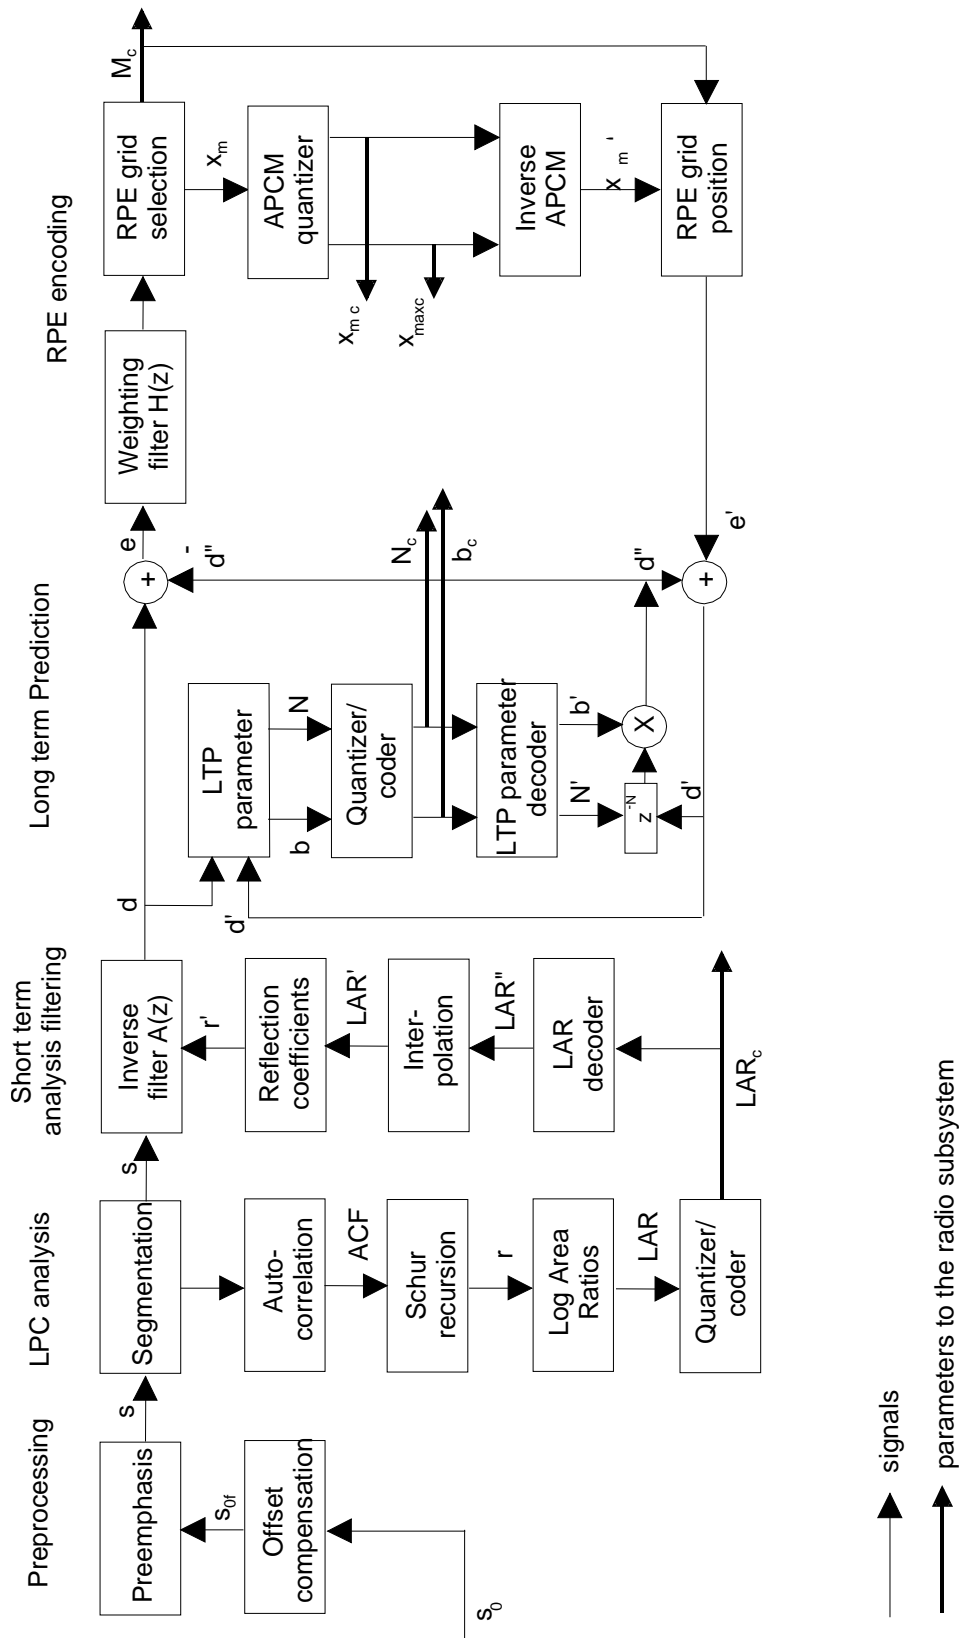 Preprocessing
LPC analysis
Short term
analysis filtering
Long term Prediction
RPE encoding
Preemphasis
s
Segmentation
s
Inverse
filter A(z)
d
+
e
Weighting
filter H(z)
RPE grid
selection
Mc
s0f
r'
-
d''
xm
Offset
compensation
Auto-
correlation
Reflection
coefficients
d'
LTP
parameter
APCM
quantizer
ACF
LAR'
b
N
s0
Schur
recursion
Inter-
polation
Quantizer/
coder
xm c
xmaxc
r
LAR''
Nc
bc
Log Area
Ratios
LAR
decoder
LTP parameter
decoder
Inverse
APCM
LAR
N'
b'
x m '
z-N
X
d''
Quantizer/
coder
LARc
d'
+
e'
RPE grid
position
signals
parameters to the radio subsystem